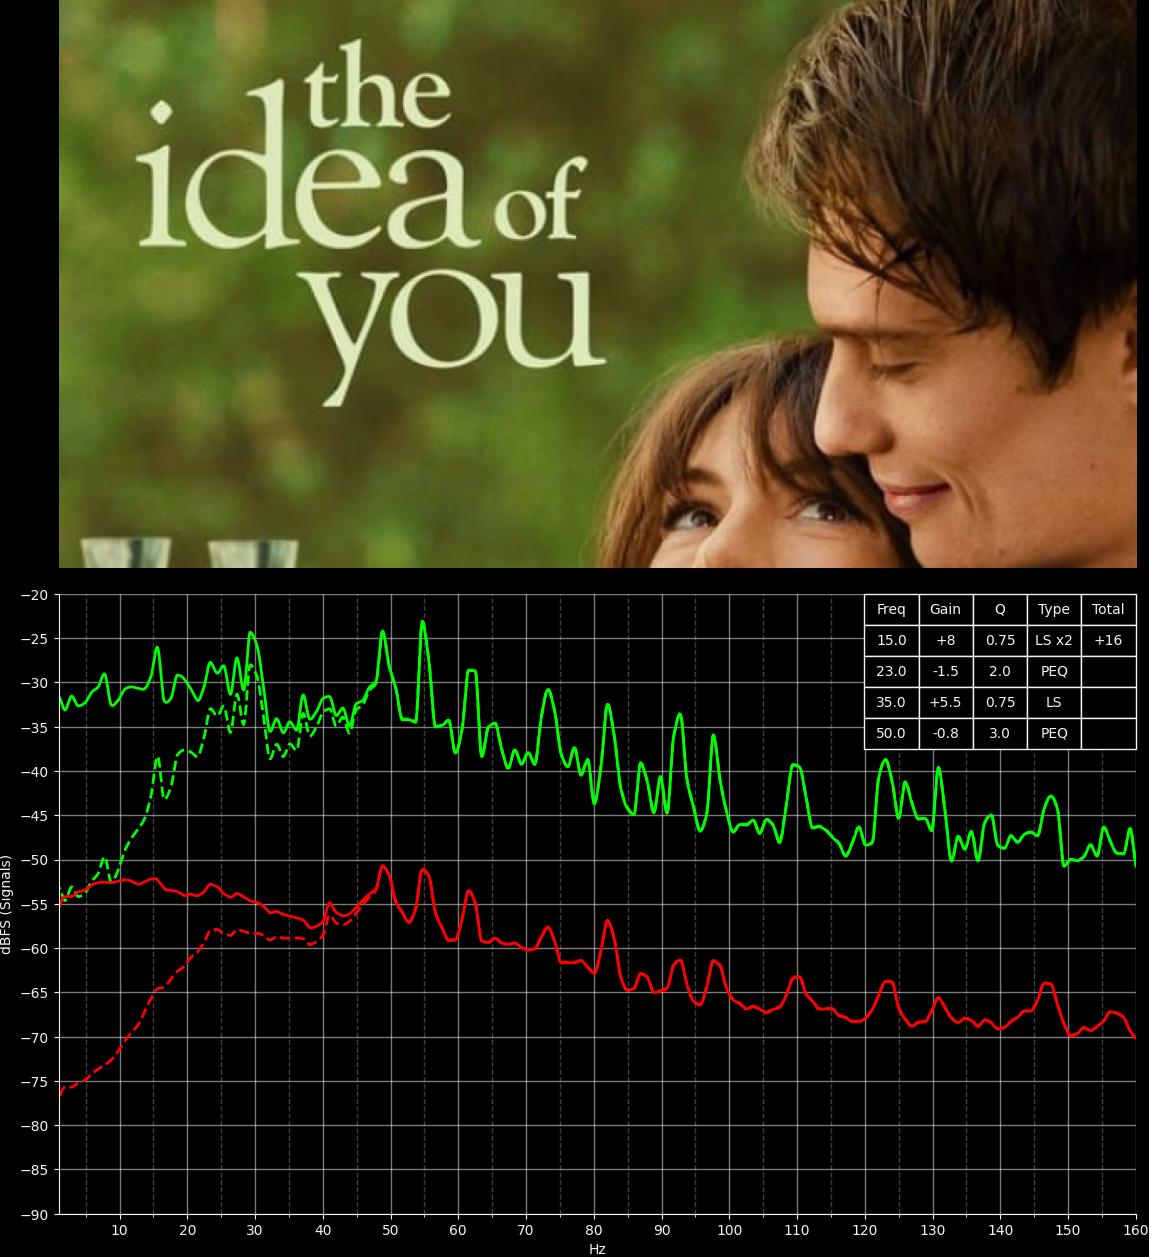 the
idea of
you
Freq Gain Q Type Total
15.0 +8 0.75 LS x2 +16
23.0 -1.5 2.0 PEQ
35.0 +5.5 0.75 LS
50.0 -0.8 3.0 PEQ
−20
−25
−30
−35
−40
−45
−50
−55
−60
−65
−70
−75
−80
−85
−90
dBFS (Signals)
10 20 30 40 50 60 70 80 90 100 110 120 130 140 150 160
Hz